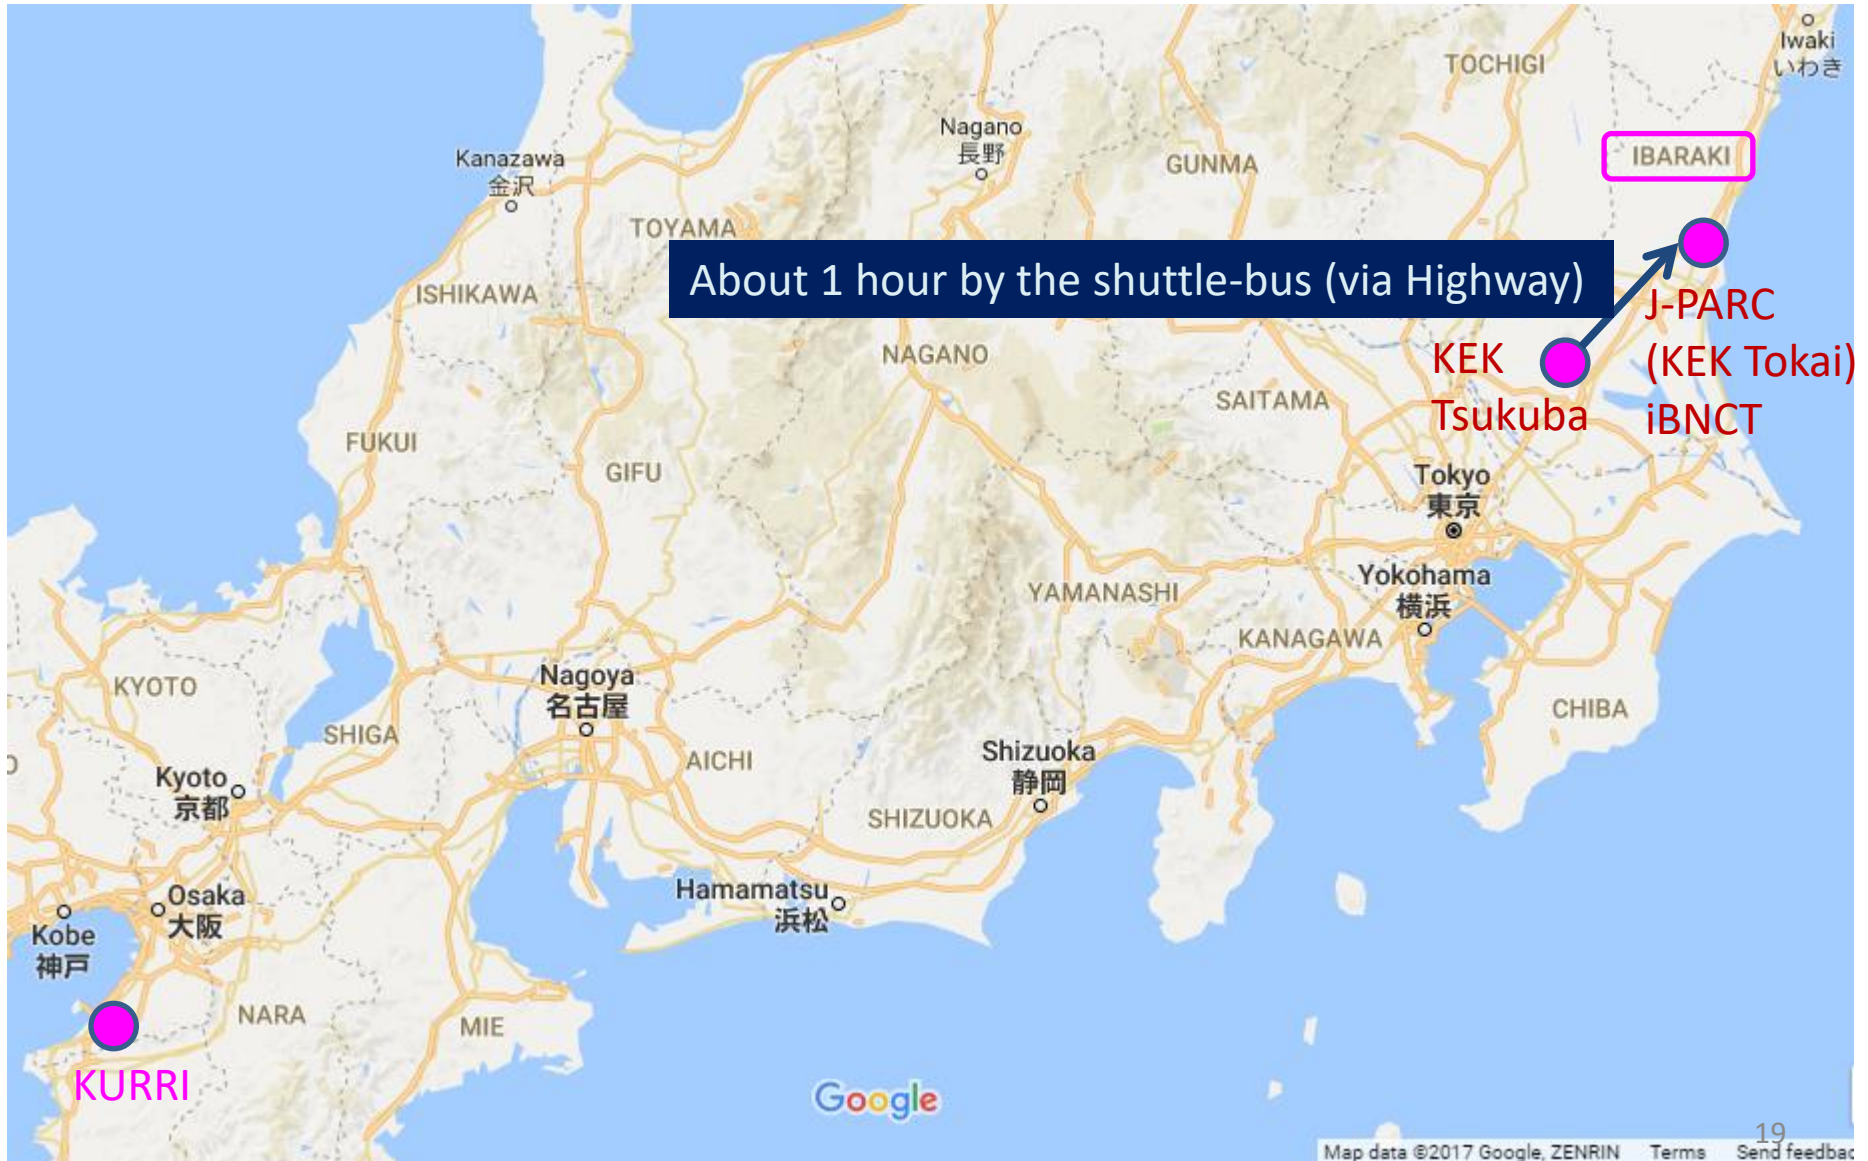 Iwaki
いわき
TOCHIGI
Nagano
長野
Kanazawa
金沢
GUNMA
IBARAKI
TOYAMA
About 1 hour by the shuttle-bus (via Highway)
ISHIKAWA
J-PARC
(KEK Tokai)
iBNCT
KEK
Tsukuba
NAGANO
SAITAMA
FUKUI
GIFU
Tokyo
東京
Yokohama
横浜
YAMANASHI
KANAGAWA
KYOTO
Nagoya
名古屋
CHIBA
SHIGA
AICHI
Shizuoka
静岡
Kyoto
京都
SHIZUOKA
Osaka
大阪
Hamamatsu
浜松
Kobe
神戸
NARA
MIE
KURRI
Google
19
Map data ©2017 Google, ZENRIN Terms Send feedbac